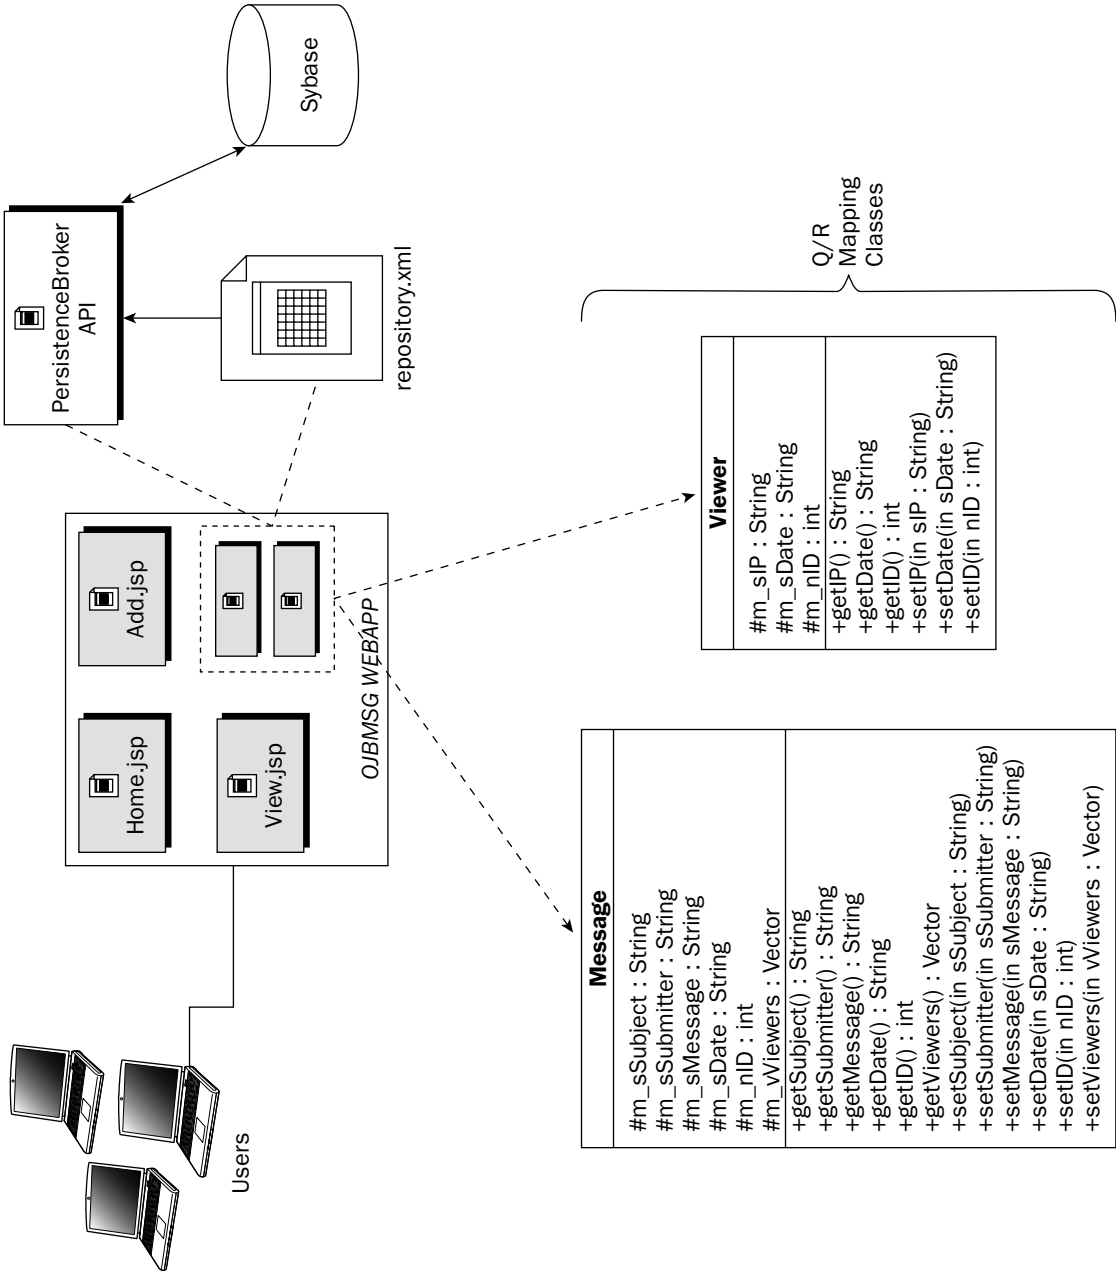 Users
Home.jsp
Add.jsp
View.jsp
OJBMSG WEBAPP
PersistenceBroker
API
repository.xml
Sybase
Message
#m_sSubject : String
#m_sSubmitter : String
#m_sMessage : String
#m_sDate : String
#m_nID : int
#m_vViewers : Vector
+getSubject() : String
+getSubmitter() : String
+getMessage() : String
+getDate() : String
+getID() : int
+getViewers() : Vector
+setSubject(in sSubject : String)
+setSubmitter(in sSubmitter : String)
+setMessage(in sMessage : String)
+setDate(in sDate : String)
+setID(in nID : int)
+setViewers(in vViewers : Vector)
Viewer
#m_sIP : String
#m_sDate : String
#m_nID : int
+getIP() : String
+getDate() : String
+getID() : int
+setIP(in sIP : String)
+setDate(in sDate : String)
+setID(in nID : int)
Q/R
Mapping
Classes